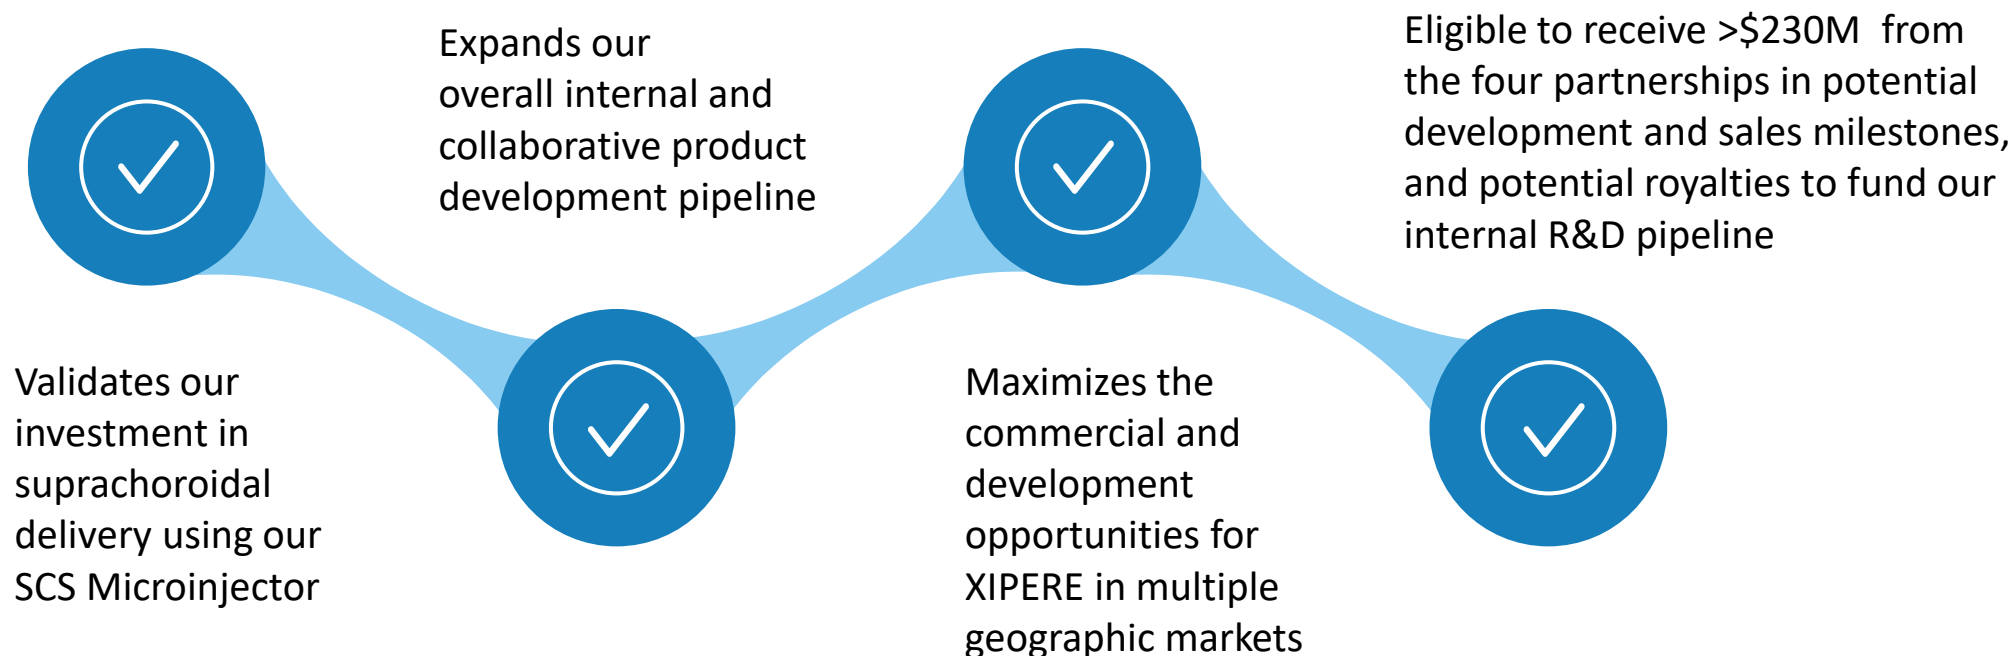 Validates our
investment in
suprachoroidal
delivery using our
SCS Microinjector
Expands our
overall internal and
collaborative product
development pipeline
Maximizes the
commercial and
development
opportunities for
XIPERE in multiple
geographic markets
Eligible to receive >$230M  from
the four partnerships in potential
development and sales milestones,
and potential royalties to fund our
internal R&D pipeline